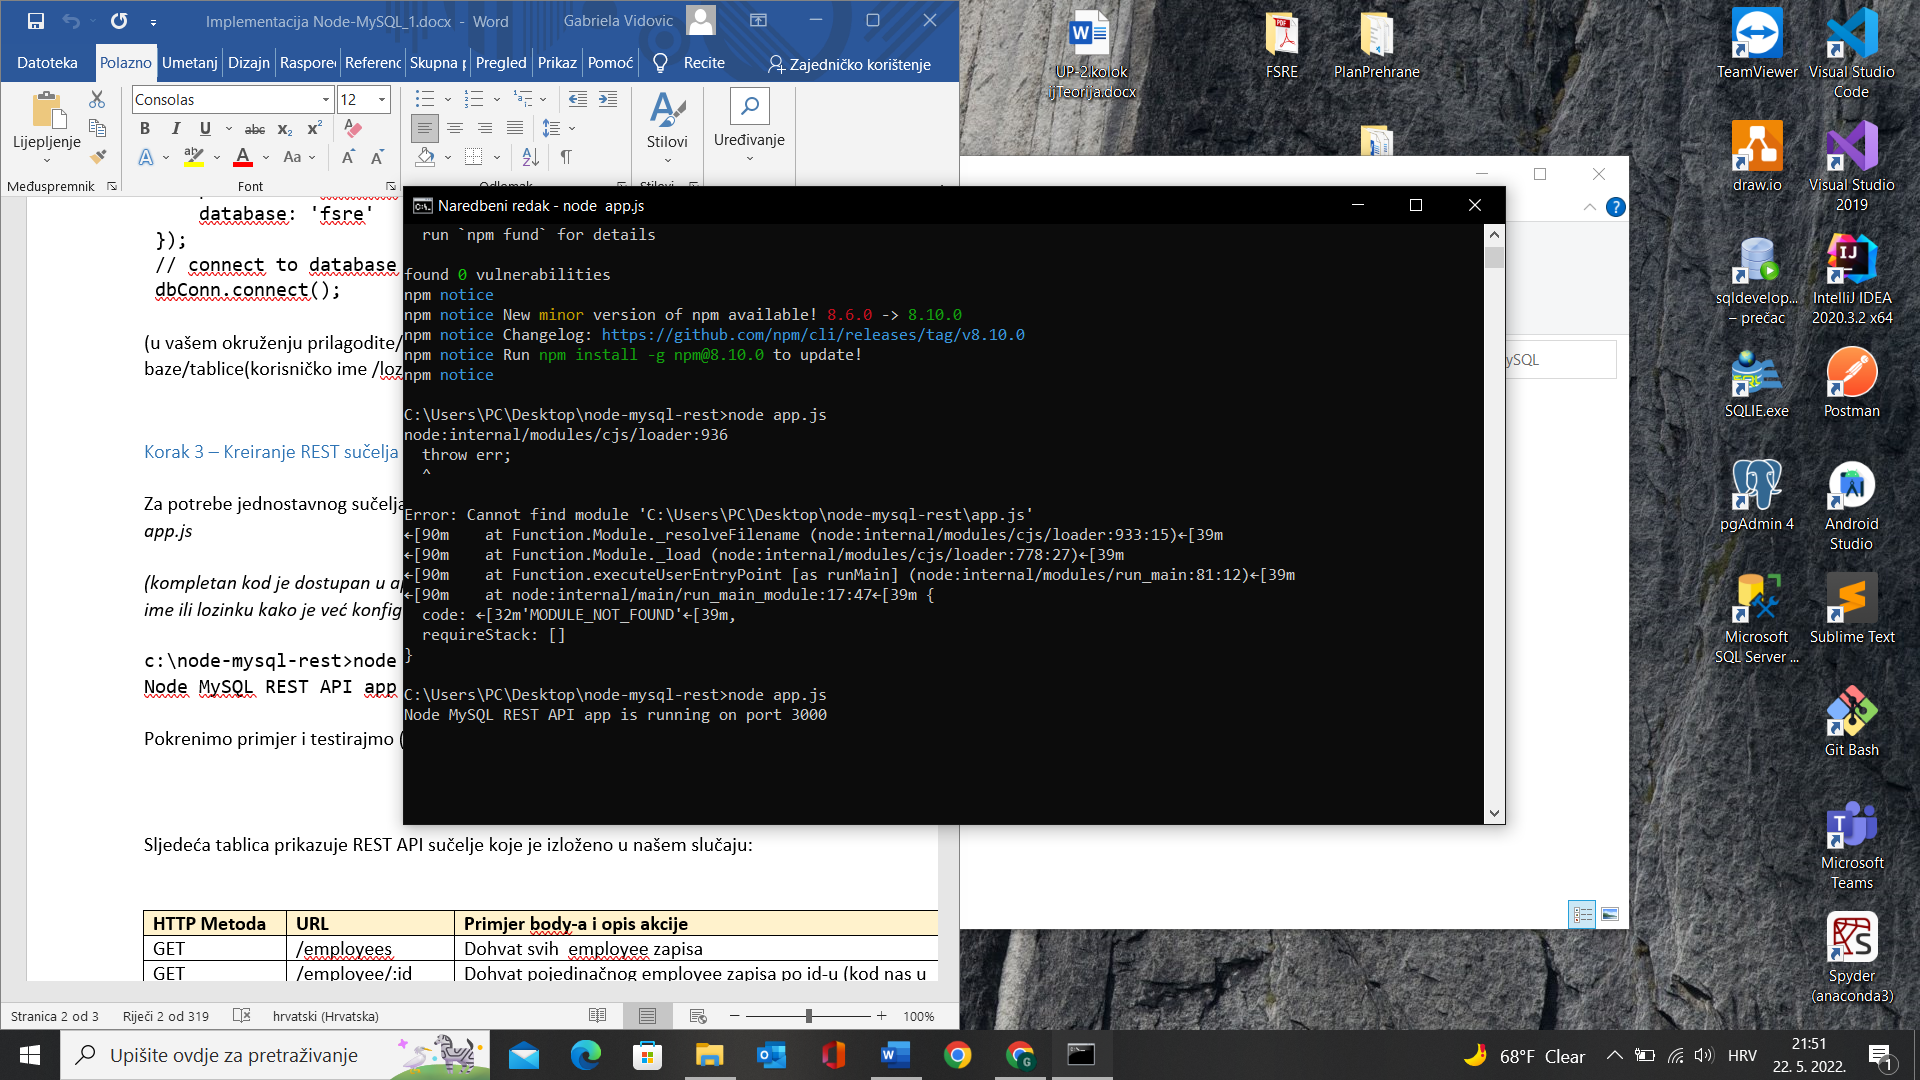 Implementacija Node-MySQL_1.docx - Word
Gabriela Vidovic
Datoteka
Polazno
Umetanj
Dizajn
Raspored
Referenc
Skupna p
Pregled
Prikaz
Pomoć
Recite
Zajedničko korištenje
Lijepljenje
Međuspremnik
Consolas
12
Font
Stilovi
Uređivanje
database: 'fsre'
});
// connect to database
dbConn.connect();
(u vašem okruženju prilagodite/
baze/tablice(korisničko ime /loz
Korak 3 – Kreiranje REST sučelja
Za potrebe jednostavnog sučelja
app.js
(kompletan kod je dostupan u ap
ime ili lozinku kako je već konfig
c:\node-mysql-rest>node
Node MySQL REST API app
Pokrenimo primjer i testirajmo (
Sljedeća tablica prikazuje REST API sučelje koje je izloženo u našem slučaju:
HTTP Metoda URL Primjer body-a i opis akcije
GET /employees Dohvat svih employee zapisa
GET /employee/:id Dohvat pojedinačnog employee zapisa po id-u (kod nas u
Stranica 2 od 3
Riječi 2 od 319
hrvatski (Hrvatska)
100%
Naredbeni redak - node app.js
run `npm fund` for details
found 0 vulnerabilities
npm notice
npm notice New minor version of npm available! 8.6.0 -> 8.10.0
npm notice Changelog: https://github.com/npm/cli/releases/tag/v8.10.0
npm notice Run npm install -g npm@8.10.0 to update!
npm notice
C:\Users\PC\Desktop\node-mysql-rest>node app.js
node:internal/modules/cjs/loader:936
throw err;
^
Error: Cannot find module 'C:\Users\PC\Desktop\node-mysql-rest\app.js'
←[90m    at Function.Module._resolveFilename (node:internal/modules/cjs/loader:933:15)←[39m
←[90m    at Function.Module._load (node:internal/modules/cjs/loader:778:27)←[39m
←[90m    at Function.executeUserEntryPoint [as runMain] (node:internal/modules/run_main:81:12)←[39m
←[90m    at node:internal/main/run_main_module:17:47←[39m {
code: ←[32m'MODULE_NOT_FOUND'←[39m,
requireStack: []
}
C:\Users\PC\Desktop\node-mysql-rest>node app.js
Node MySQL REST API app is running on port 3000
ySQL
UP-2.kolok
ijTeorija.docx
FSRE
PlanPrehrane
TeamViewer
Visual Studio
Code
draw.io
Visual Studio
2019
sqldevelop...
– prečac
IntelliJ IDEA
2020.3.2 x64
SQLIE.exe
Postman
pgAdmin 4
Android
Studio
Microsoft
SQL Server ...
Sublime Text
Git Bash
Microsoft
Teams
Spyder
(anaconda3)
Upišite ovdje za pretraživanje
68°F Clear
HRV
21:51
22. 5. 2022.
1